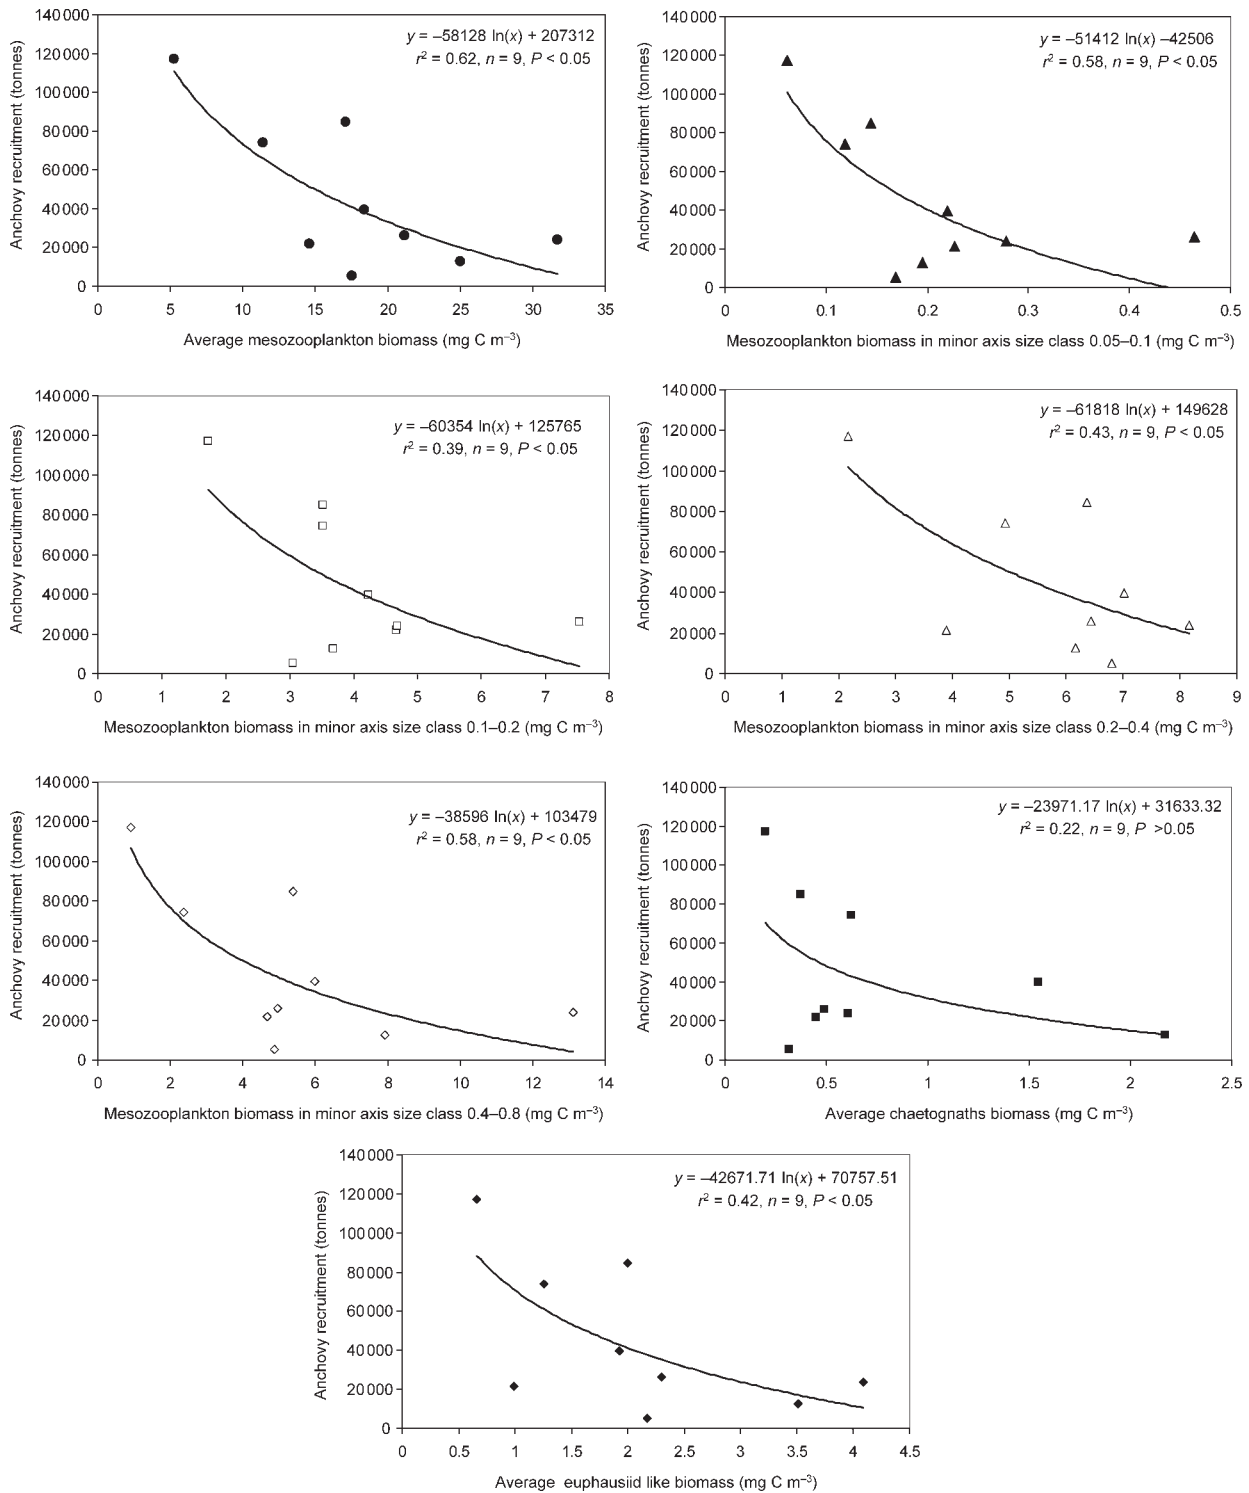 y = –58128 ln(x) + 207312
r² = 0.62, n = 9, P < 0.05
Anchovy recruitment (tonnes)
140 000
120 000
100 000
80 000
60 000
40 000
20 000
0
0 5 10 15 20 25 30 35
Average mesozooplankton biomass (mg C m⁻³)
y = –51412 ln(x) –42506
r² = 0.58, n = 9, P < 0.05
Anchovy recruitment (tonnes)
140 000
120 000
100 000
80 000
60 000
40 000
20 000
0
0 0.1 0.2 0.3 0.4 0.5
Mesozooplankton biomass in minor axis size class 0.05–0.1 (mg C m⁻³)
y = –60354 ln(x) + 125765
r² = 0.39, n = 9, P < 0.05
Anchovy recruitment (tonnes)
140 000
120 000
100 000
80 000
60 000
40 000
20 000
0
0 1 2 3 4 5 6 7 8
Mesozooplankton biomass in minor axis size class 0.1–0.2 (mg C m⁻³)
y = –61818 ln(x) + 149628
r² = 0.43, n = 9, P < 0.05
Anchovy recruitment (tonnes)
140 000
120 000
100 000
80 000
60 000
40 000
20 000
0
0 1 2 3 4 5 6 7 8 9
Mesozooplankton biomass in minor axis size class 0.2–0.4 (mg C m⁻³)
y = –38596 ln(x) + 103479
r² = 0.58, n = 9, P < 0.05
Anchovy recruitment (tonnes)
140 000
120 000
100 000
80 000
60 000
40 000
20 000
0
0 2 4 6 8 10 12 14
Mesozooplankton biomass in minor axis size class 0.4–0.8 (mg C m⁻³)
y = –23971.17 ln(x) + 31633.32
r² = 0.22, n = 9, P >0.05
Anchovy recruitment (tonnes)
140 000
120 000
100 000
80 000
60 000
40 000
20 000
0
0 0.5 1 1.5 2 2.5
Average chaetognaths biomass (mg C m⁻³)
y = –42671.71 ln(x) + 70757.51
r² = 0.42, n = 9, P < 0.05
Anchovy recruitment (tonnes)
140 000
120 000
100 000
80 000
60 000
40 000
20 000
0
0 0.5 1 1.5 2 2.5 3 3.5 4 4.5
Average euphausiid like biomass (mg C m⁻³)